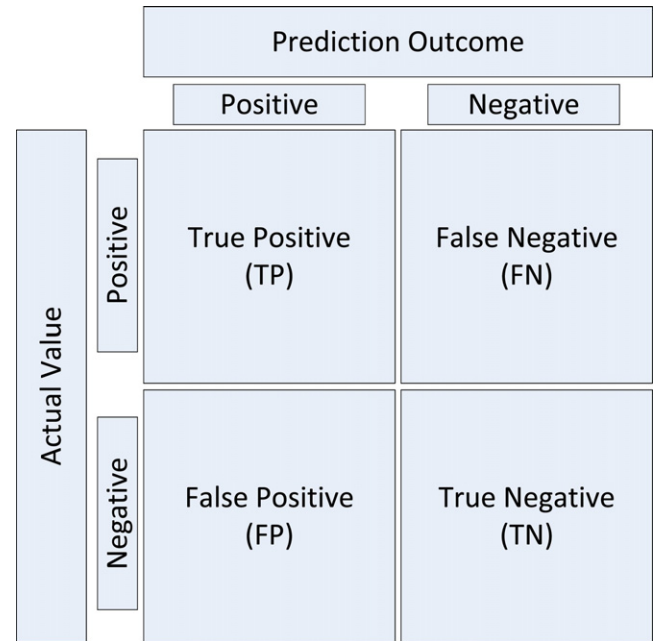 Prediction Outcome
Positive
Negative
Actual Value
Positive
True Positive
(TP)
False Negative
(FN)
Negative
False Positive
(FP)
True Negative
(TN)